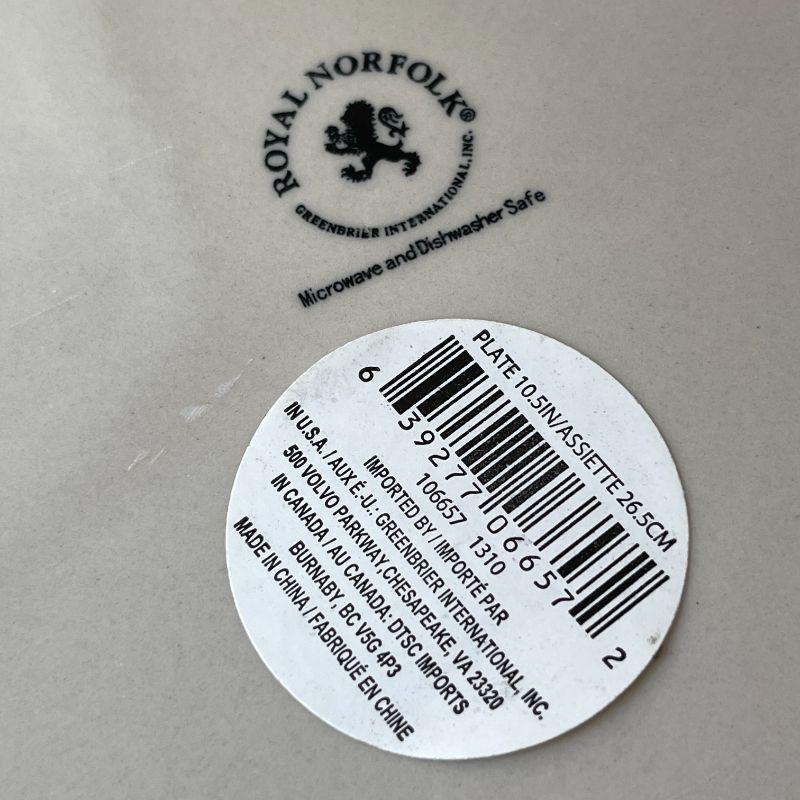 ROYAL NORFOLK®
GREENBRIER INTERNATIONAL, INC.
Microwave and Dishwasher Safe
PLATE 10.5IN/ASSIETTE 26.5CM
6 39277 06657 2
106657 1310
IMPORTED BY / IMPORTÉ PAR
IN U.S.A. / AUX É.-U.: GREENBRIER INTERNATIONAL, INC.
500 VOLVO PARKWAY, CHESAPEAKE, VA 23320
IN CANADA / AU CANADA: DTSC IMPORTS
BURNABY, BC V5G 4P3
MADE IN CHINA / FABRIQUÉ EN CHINE